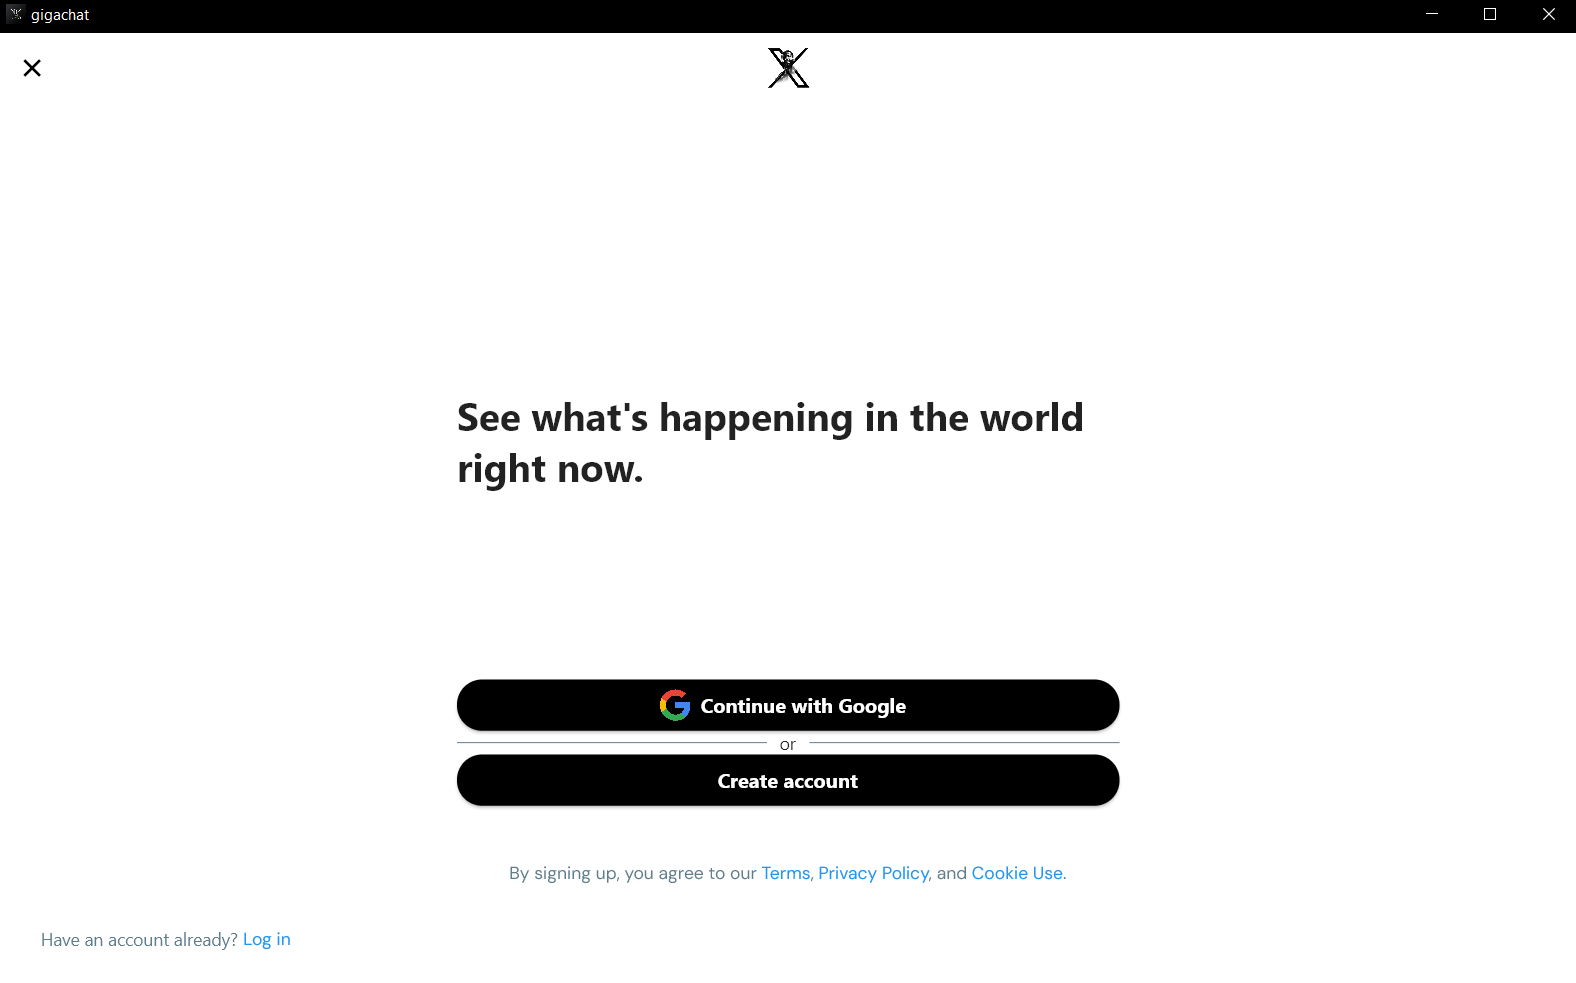 gigachat
See what's happening in the world
right now.
Continue with Google
or
Create account
By signing up, you agree to our Terms, Privacy Policy, and Cookie Use.
Have an account already? Log in